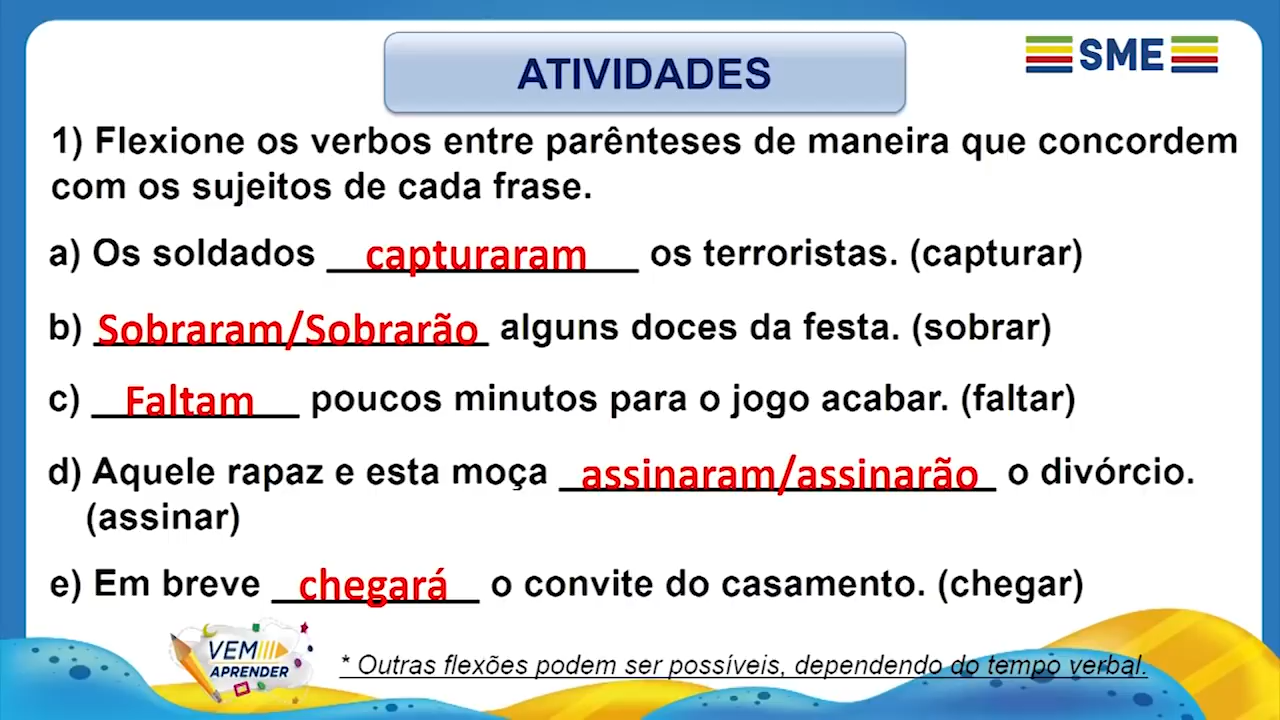 ATIVIDADES
SME
1) Flexione os verbos entre parênteses de maneira que concordem
com os sujeitos de cada frase.
a) Os soldados capturaram os terroristas. (capturar)
b) Sobraram/Sobrarão alguns doces da festa. (sobrar)
c) Faltam poucos minutos para o jogo acabar. (faltar)
d) Aquele rapaz e esta moça assinaram/assinarão o divórcio.
(assinar)
e) Em breve chegará o convite do casamento. (chegar)
VEM
APRENDER
* Outras flexões podem ser possíveis, dependendo do tempo verbal.